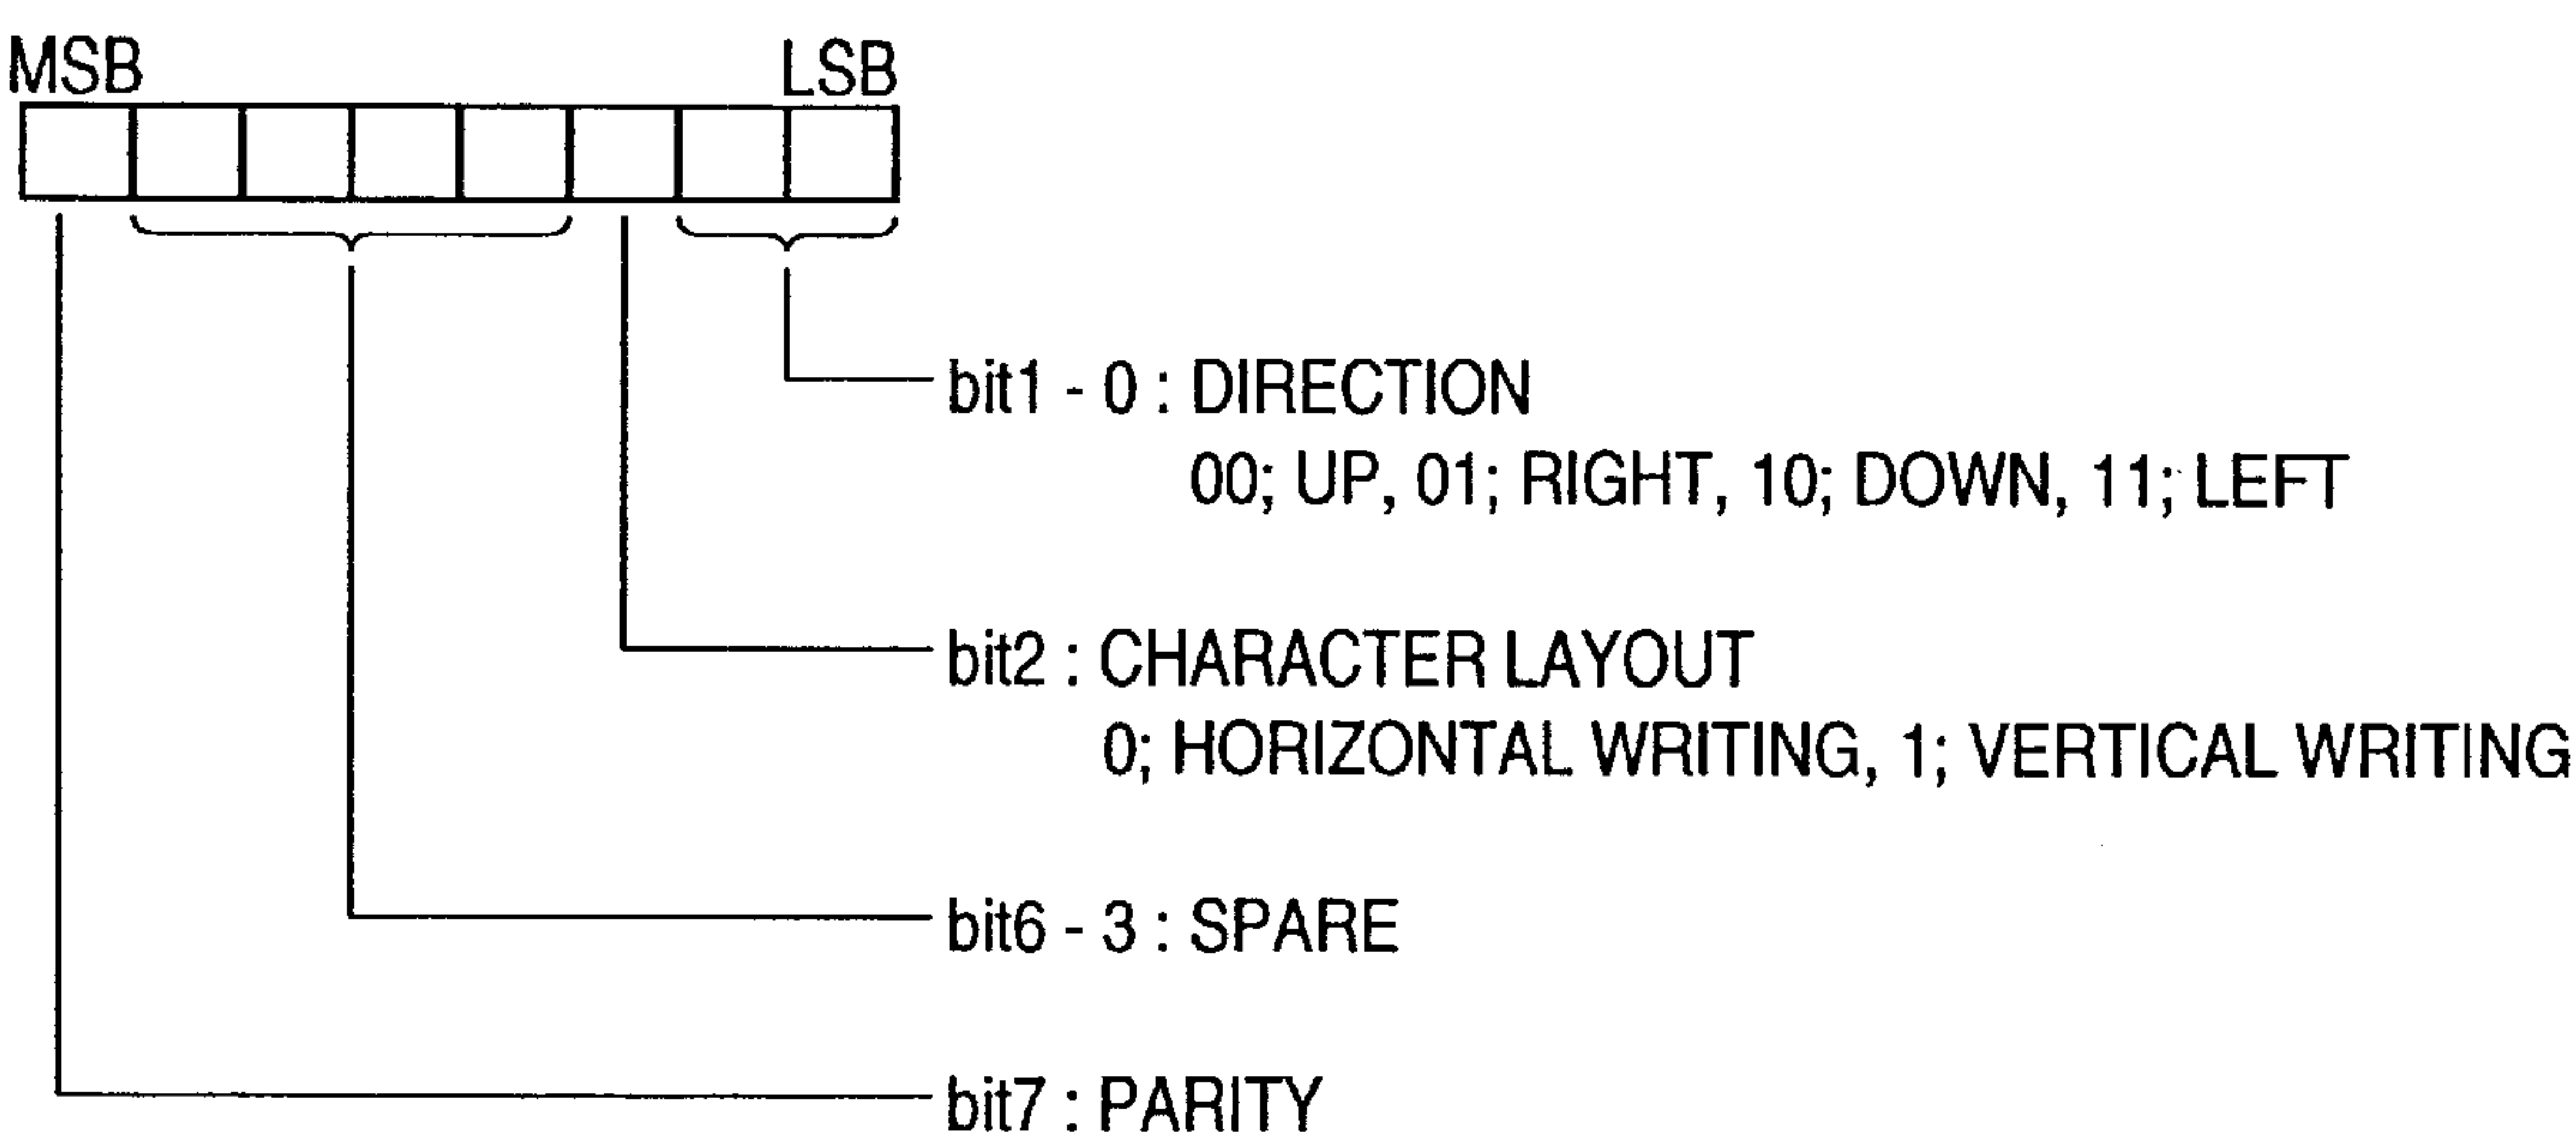 MSB LSB
bit1 - 0 : DIRECTION
00; UP, 01; RIGHT, 10; DOWN, 11; LEFT
bit2 : CHARACTER LAYOUT
0; HORIZONTAL WRITING, 1; VERTICAL WRITING
bit6 - 3 : SPARE
bit7 : PARITY